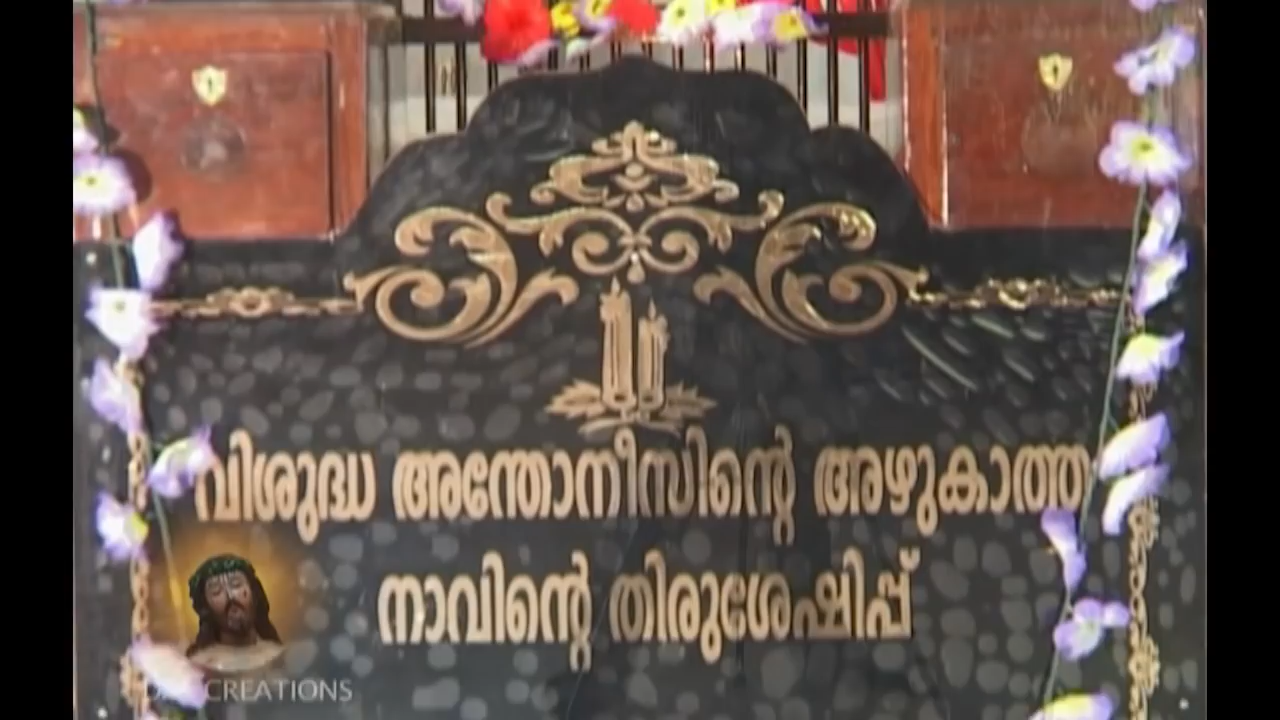 വിശുദ്ധ അന്തോനീസിന്റെ അഴുകാത്ത
നാവിന്റെ തിരുശേഷിപ്പ്
CREATIONS